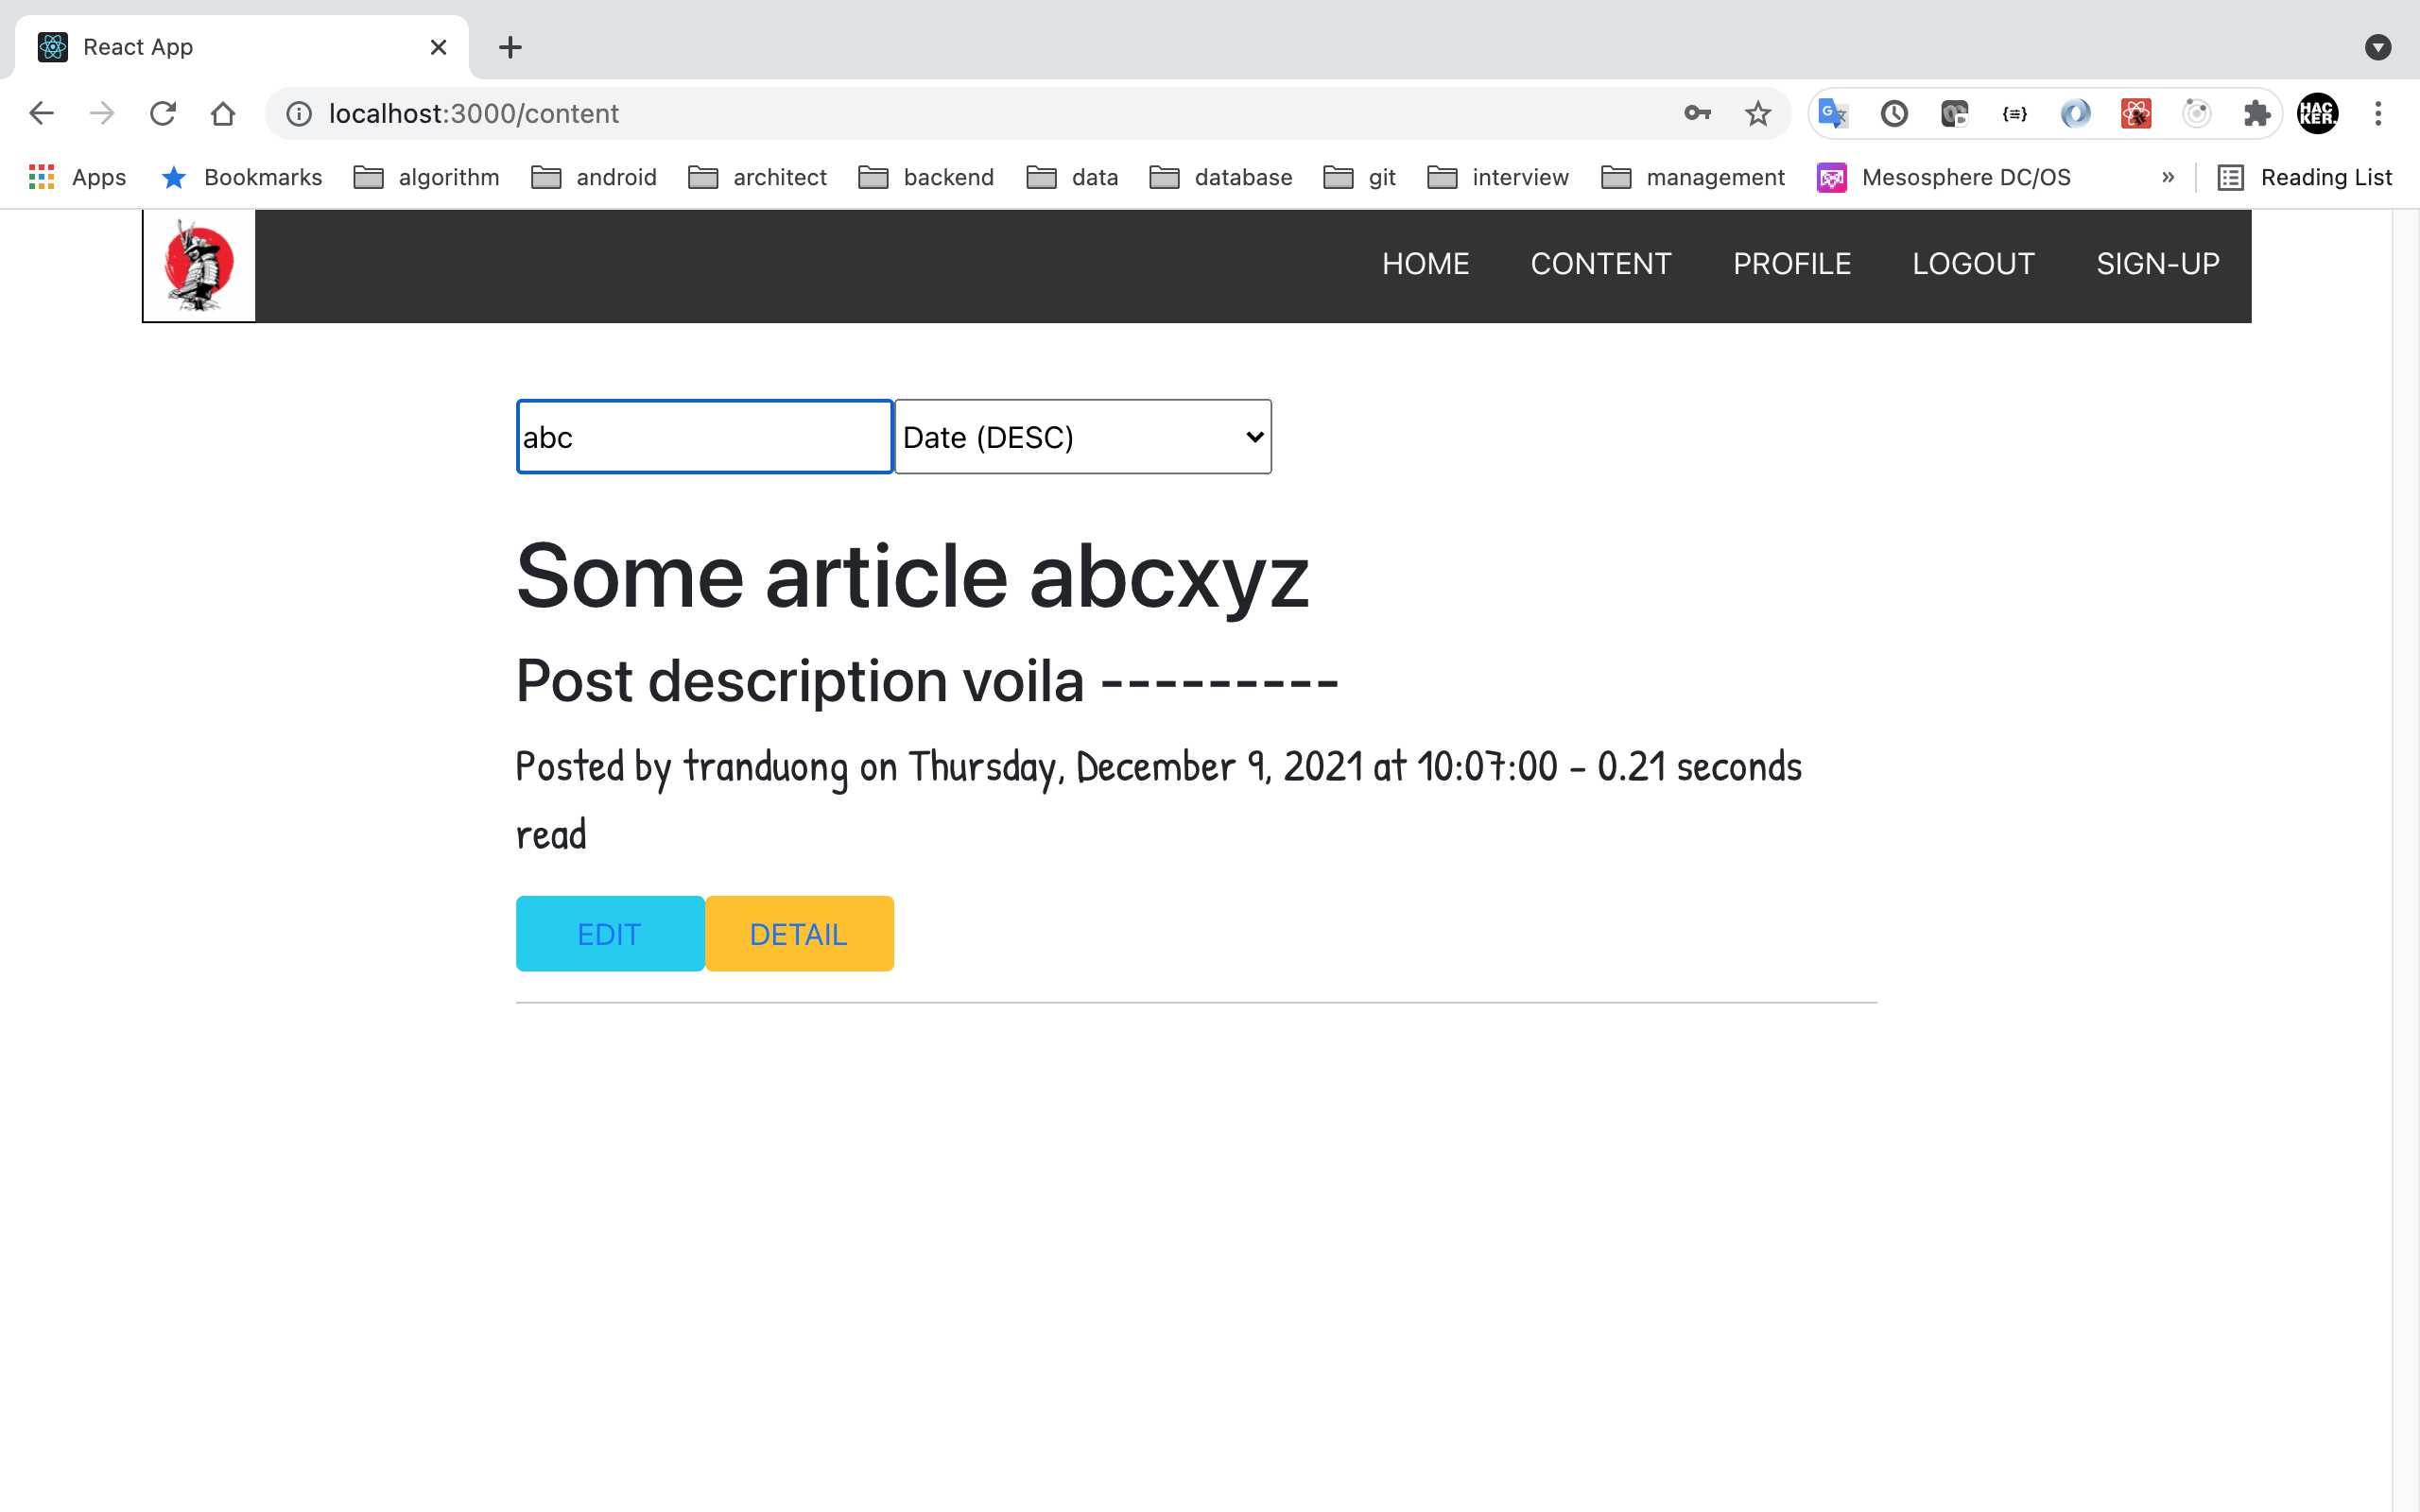 React App
localhost:3000/content
Apps Bookmarks algorithm android architect backend data database git interview management Mesosphere DC/OS » Reading List
HAC
KER.
HOME CONTENT PROFILE LOGOUT SIGN-UP
abc Date (DESC)
Some article abcxyz
Post description voila ---------
Posted by tranduong on Thursday, December 9, 2021 at 10:07:00 - 0.21 seconds
read
EDIT DETAIL